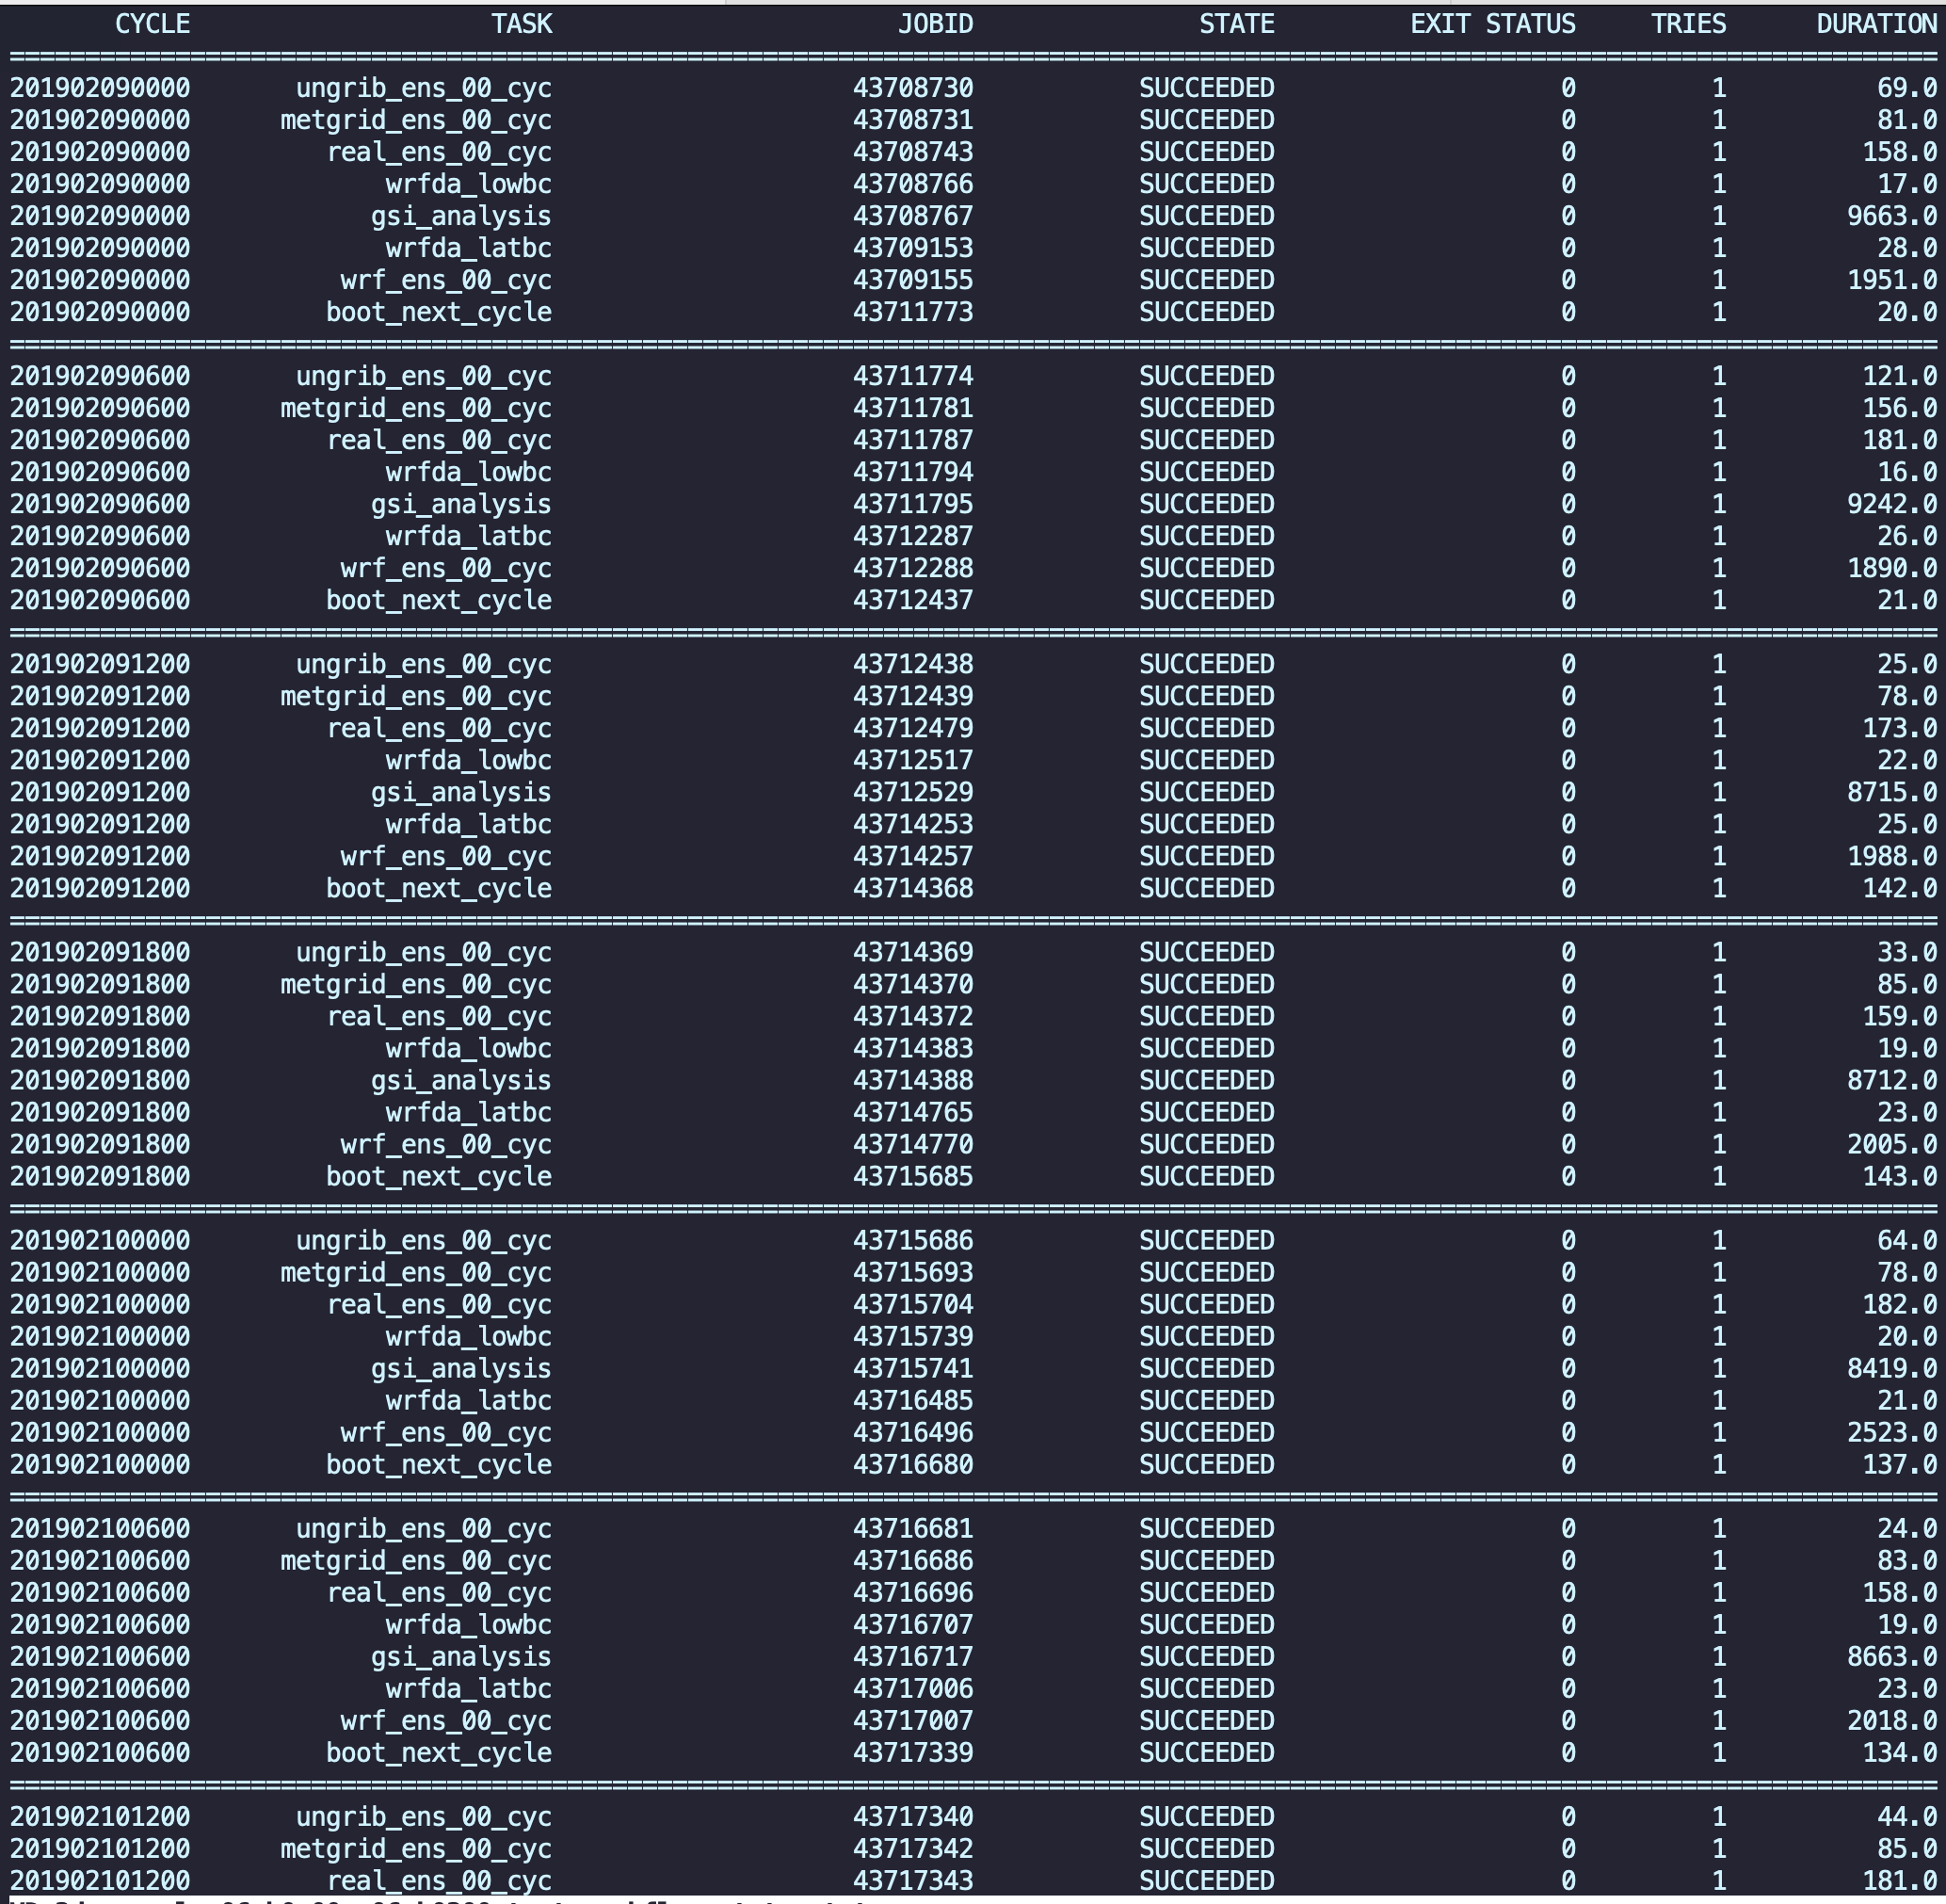 CYCLE TASK JOBID STATE EXIT STATUS TRIES DURATION
================================================================================================================================
201902090000 ungrib_ens_00_cyc 43708730 SUCCEEDED 0 1 69.0
201902090000 metgrid_ens_00_cyc 43708731 SUCCEEDED 0 1 81.0
201902090000 real_ens_00_cyc 43708743 SUCCEEDED 0 1 158.0
201902090000 wrfda_lowbc 43708766 SUCCEEDED 0 1 17.0
201902090000 gsi_analysis 43708767 SUCCEEDED 0 1 9663.0
201902090000 wrfda_latbc 43709153 SUCCEEDED 0 1 28.0
201902090000 wrf_ens_00_cyc 43709155 SUCCEEDED 0 1 1951.0
201902090000 boot_next_cycle 43711773 SUCCEEDED 0 1 20.0
================================================================================================================================
201902090600 ungrib_ens_00_cyc 43711774 SUCCEEDED 0 1 121.0
201902090600 metgrid_ens_00_cyc 43711781 SUCCEEDED 0 1 156.0
201902090600 real_ens_00_cyc 43711787 SUCCEEDED 0 1 181.0
201902090600 wrfda_lowbc 43711794 SUCCEEDED 0 1 16.0
201902090600 gsi_analysis 43711795 SUCCEEDED 0 1 9242.0
201902090600 wrfda_latbc 43712287 SUCCEEDED 0 1 26.0
201902090600 wrf_ens_00_cyc 43712288 SUCCEEDED 0 1 1890.0
201902090600 boot_next_cycle 43712437 SUCCEEDED 0 1 21.0
================================================================================================================================
201902091200 ungrib_ens_00_cyc 43712438 SUCCEEDED 0 1 25.0
201902091200 metgrid_ens_00_cyc 43712439 SUCCEEDED 0 1 78.0
201902091200 real_ens_00_cyc 43712479 SUCCEEDED 0 1 173.0
201902091200 wrfda_lowbc 43712517 SUCCEEDED 0 1 22.0
201902091200 gsi_analysis 43712529 SUCCEEDED 0 1 8715.0
201902091200 wrfda_latbc 43714253 SUCCEEDED 0 1 25.0
201902091200 wrf_ens_00_cyc 43714257 SUCCEEDED 0 1 1988.0
201902091200 boot_next_cycle 43714368 SUCCEEDED 0 1 142.0
================================================================================================================================
201902091800 ungrib_ens_00_cyc 43714369 SUCCEEDED 0 1 33.0
201902091800 metgrid_ens_00_cyc 43714370 SUCCEEDED 0 1 85.0
201902091800 real_ens_00_cyc 43714372 SUCCEEDED 0 1 159.0
201902091800 wrfda_lowbc 43714383 SUCCEEDED 0 1 19.0
201902091800 gsi_analysis 43714388 SUCCEEDED 0 1 8712.0
201902091800 wrfda_latbc 43714765 SUCCEEDED 0 1 23.0
201902091800 wrf_ens_00_cyc 43714770 SUCCEEDED 0 1 2005.0
201902091800 boot_next_cycle 43715685 SUCCEEDED 0 1 143.0
================================================================================================================================
201902100000 ungrib_ens_00_cyc 43715686 SUCCEEDED 0 1 64.0
201902100000 metgrid_ens_00_cyc 43715693 SUCCEEDED 0 1 78.0
201902100000 real_ens_00_cyc 43715704 SUCCEEDED 0 1 182.0
201902100000 wrfda_lowbc 43715739 SUCCEEDED 0 1 20.0
201902100000 gsi_analysis 43715741 SUCCEEDED 0 1 8419.0
201902100000 wrfda_latbc 43716485 SUCCEEDED 0 1 21.0
201902100000 wrf_ens_00_cyc 43716496 SUCCEEDED 0 1 2523.0
201902100000 boot_next_cycle 43716680 SUCCEEDED 0 1 137.0
================================================================================================================================
201902100600 ungrib_ens_00_cyc 43716681 SUCCEEDED 0 1 24.0
201902100600 metgrid_ens_00_cyc 43716686 SUCCEEDED 0 1 83.0
201902100600 real_ens_00_cyc 43716696 SUCCEEDED 0 1 158.0
201902100600 wrfda_lowbc 43716707 SUCCEEDED 0 1 19.0
201902100600 gsi_analysis 43716717 SUCCEEDED 0 1 8663.0
201902100600 wrfda_latbc 43717006 SUCCEEDED 0 1 23.0
201902100600 wrf_ens_00_cyc 43717007 SUCCEEDED 0 1 2018.0
201902100600 boot_next_cycle 43717339 SUCCEEDED 0 1 134.0
================================================================================================================================
201902101200 ungrib_ens_00_cyc 43717340 SUCCEEDED 0 1 44.0
201902101200 metgrid_ens_00_cyc 43717342 SUCCEEDED 0 1 85.0
201902101200 real_ens_00_cyc 43717343 SUCCEEDED 0 1 181.0